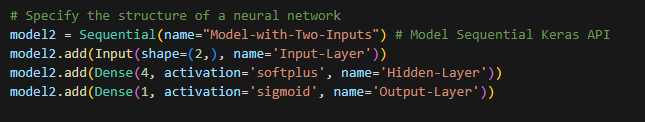 # Specify the structure of a neural network
model2 = Sequential(name="Model-with-Two-Inputs") # Model Sequential Keras API
model2.add(Input(shape=(2,), name='Input-Layer'))
model2.add(Dense(4, activation='softplus', name='Hidden-Layer'))
model2.add(Dense(1, activation='sigmoid', name='Output-Layer'))